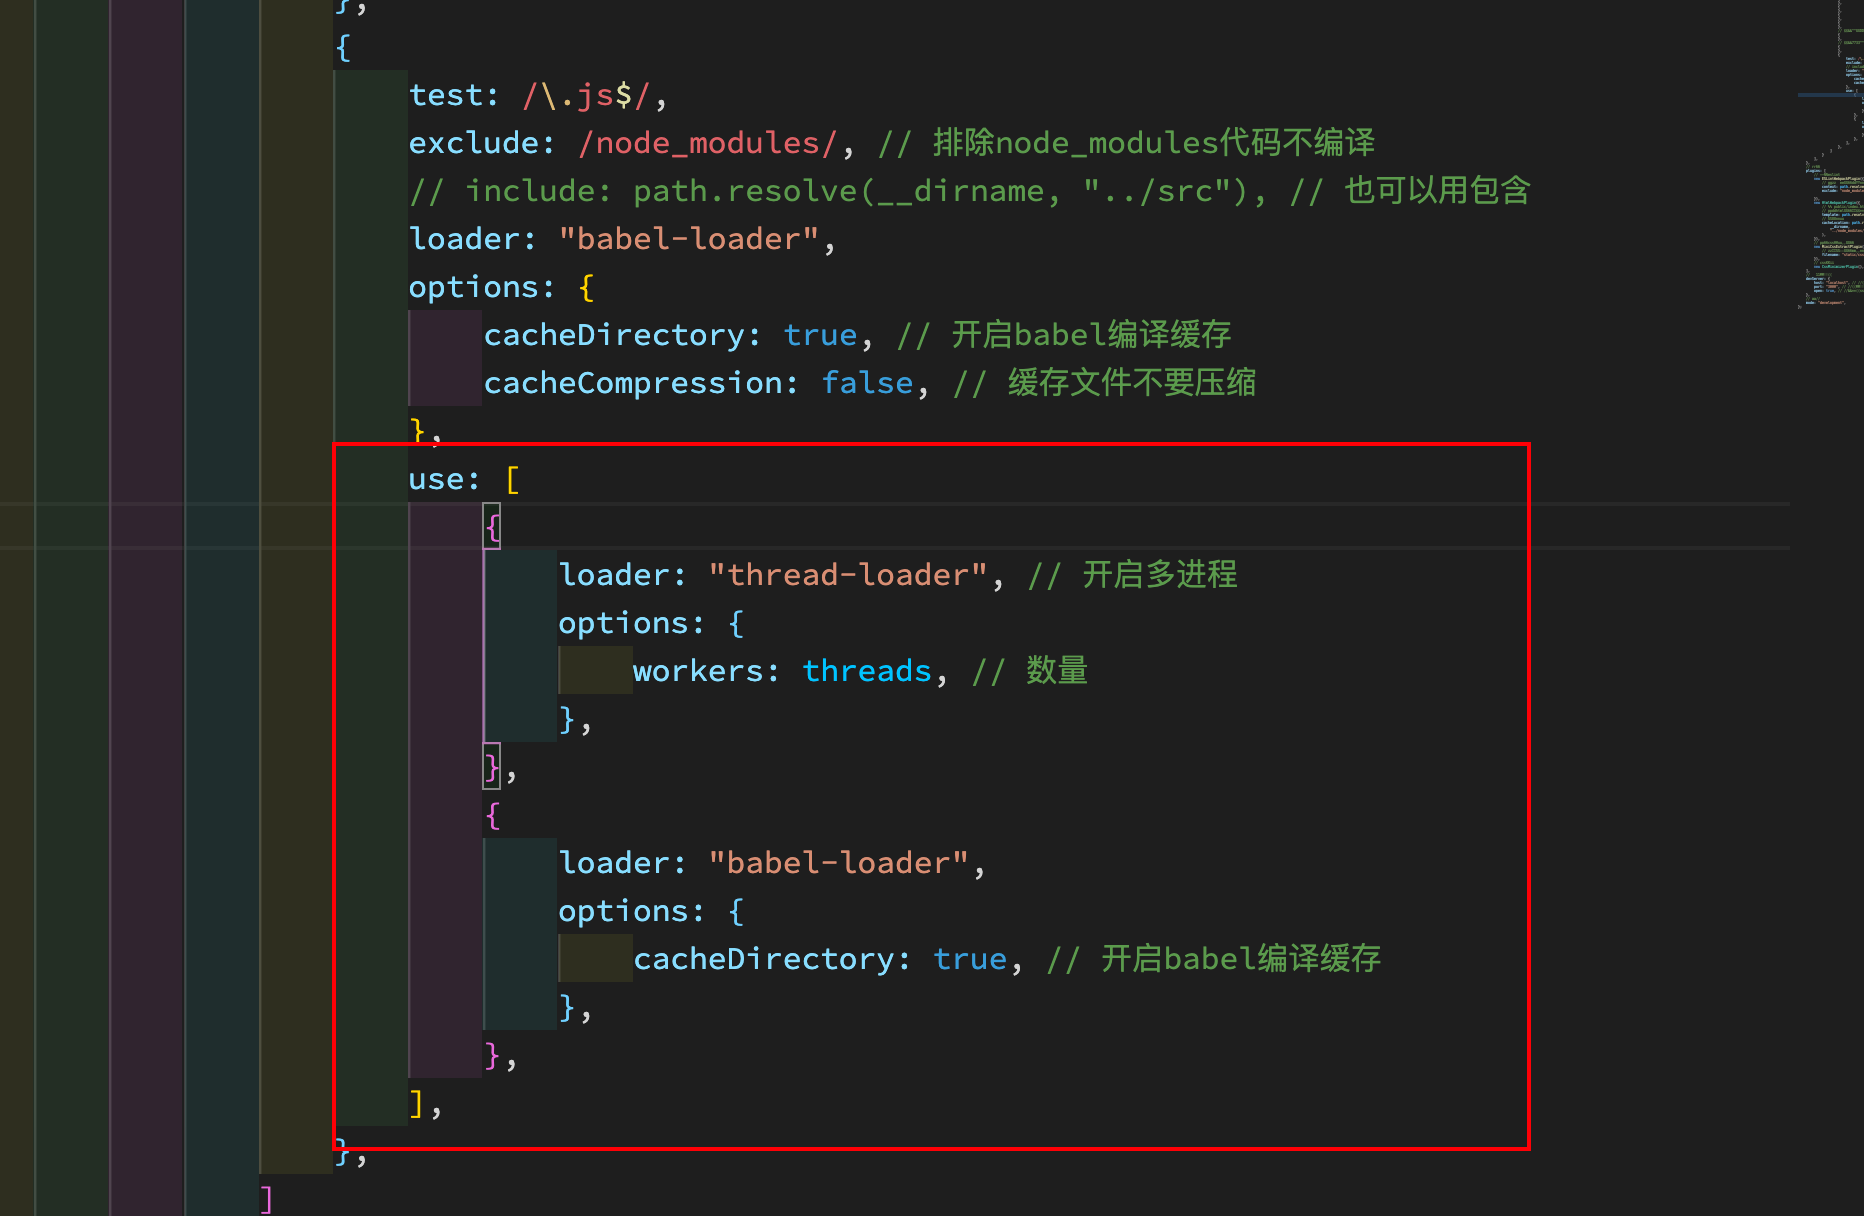 },
{
test: /\.js$/,
exclude: /node_modules/, // 排除node_modules代码不编译
// include: path.resolve(__dirname, "../src"), // 也可以用包含
loader: "babel-loader",
options: {
cacheDirectory: true, // 开启babel编译缓存
cacheCompression: false, // 缓存文件不要压缩
},
use: [
{
loader: "thread-loader", // 开启多进程
options: {
workers: threads, // 数量
},
},
{
loader: "babel-loader",
options: {
cacheDirectory: true, // 开启babel编译缓存
},
},
],
},
]